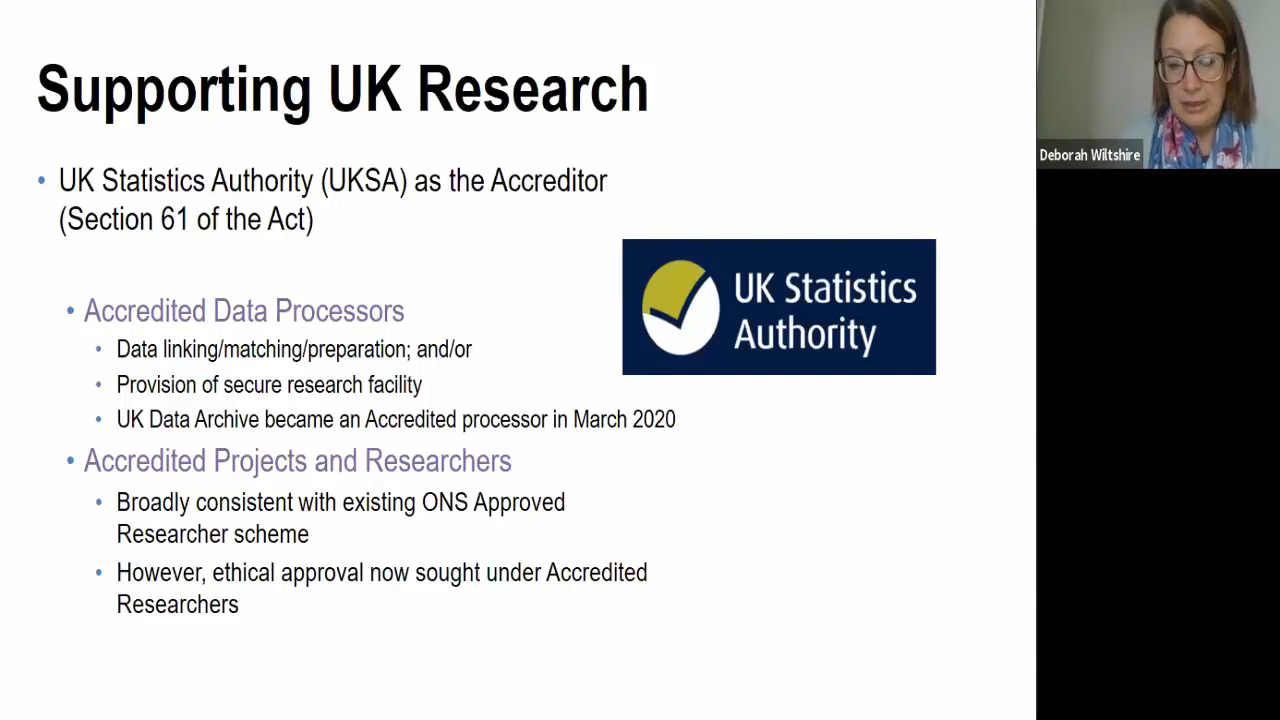 Supporting UK Research
• UK Statistics Authority (UKSA) as the Accreditor
(Section 61 of the Act)
• Accredited Data Processors
• Data linking/matching/preparation; and/or
• Provision of secure research facility
• UK Data Archive became an Accredited processor in March 2020
• Accredited Projects and Researchers
• Broadly consistent with existing ONS Approved
Researcher scheme
• However, ethical approval now sought under Accredited
Researchers
UK Statistics
Authority
Deborah Wiltshire